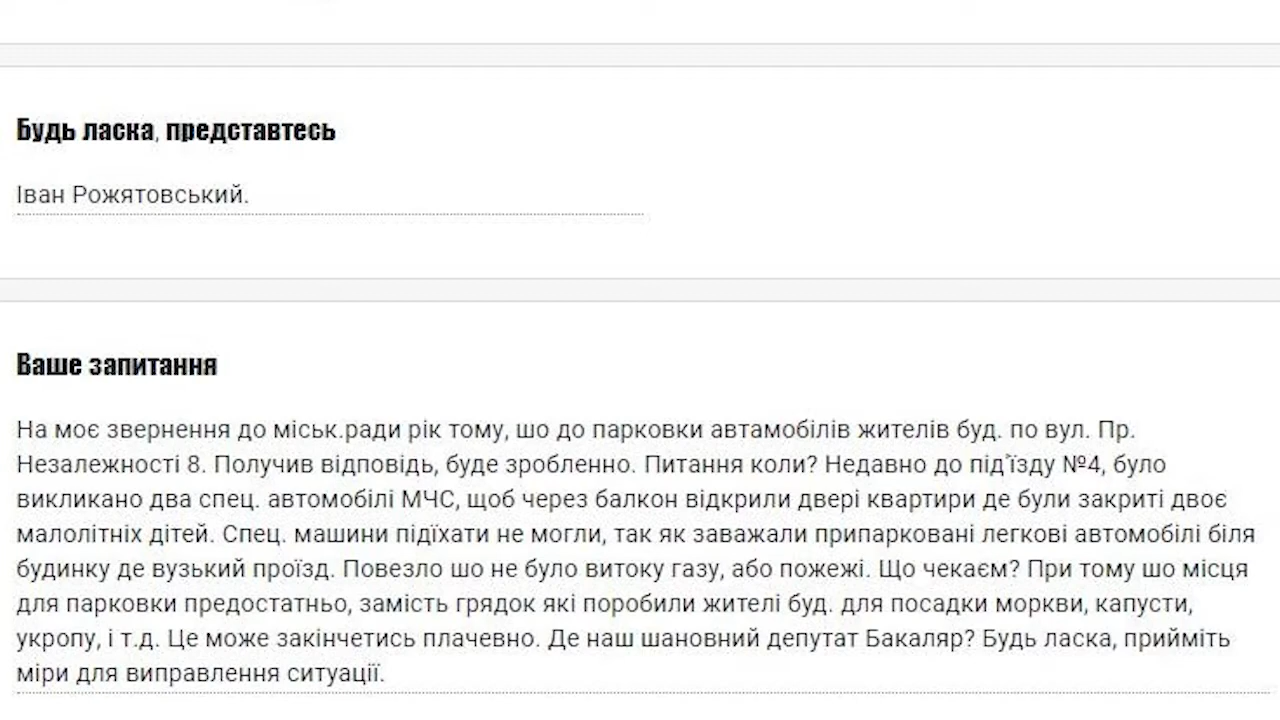 Будь ласка, представтесь
Іван Рожятовський.
Ваше запитання
На моє звернення до міськ.ради рік тому, шо до парковки автамобілів жителів буд. по вул. Пр.
Незалежності 8. Получив відповідь, буде зробленно. Питання коли? Недавно до під'їзду №4, було
викликано два спец. автомобілі МЧС, щоб через балкон відкрили двері квартири де були закриті двоє
малолітніх дітей. Спец. машини підїхати не могли, так як заважали припарковані легкові автомобілі біля
будинку де вузький проїзд. Повезло шо не було витоку газу, або пожежі. Що чекаєм? При тому шо місця
для парковки предостатньо, замість грядок які поробили жителі буд. для посадки моркви, капусти,
укропу, і т.д. Це може закінчетись плачевно. Де наш шановний депутат Бакаляр? Будь ласка, прийміть
міри для виправлення ситуації.